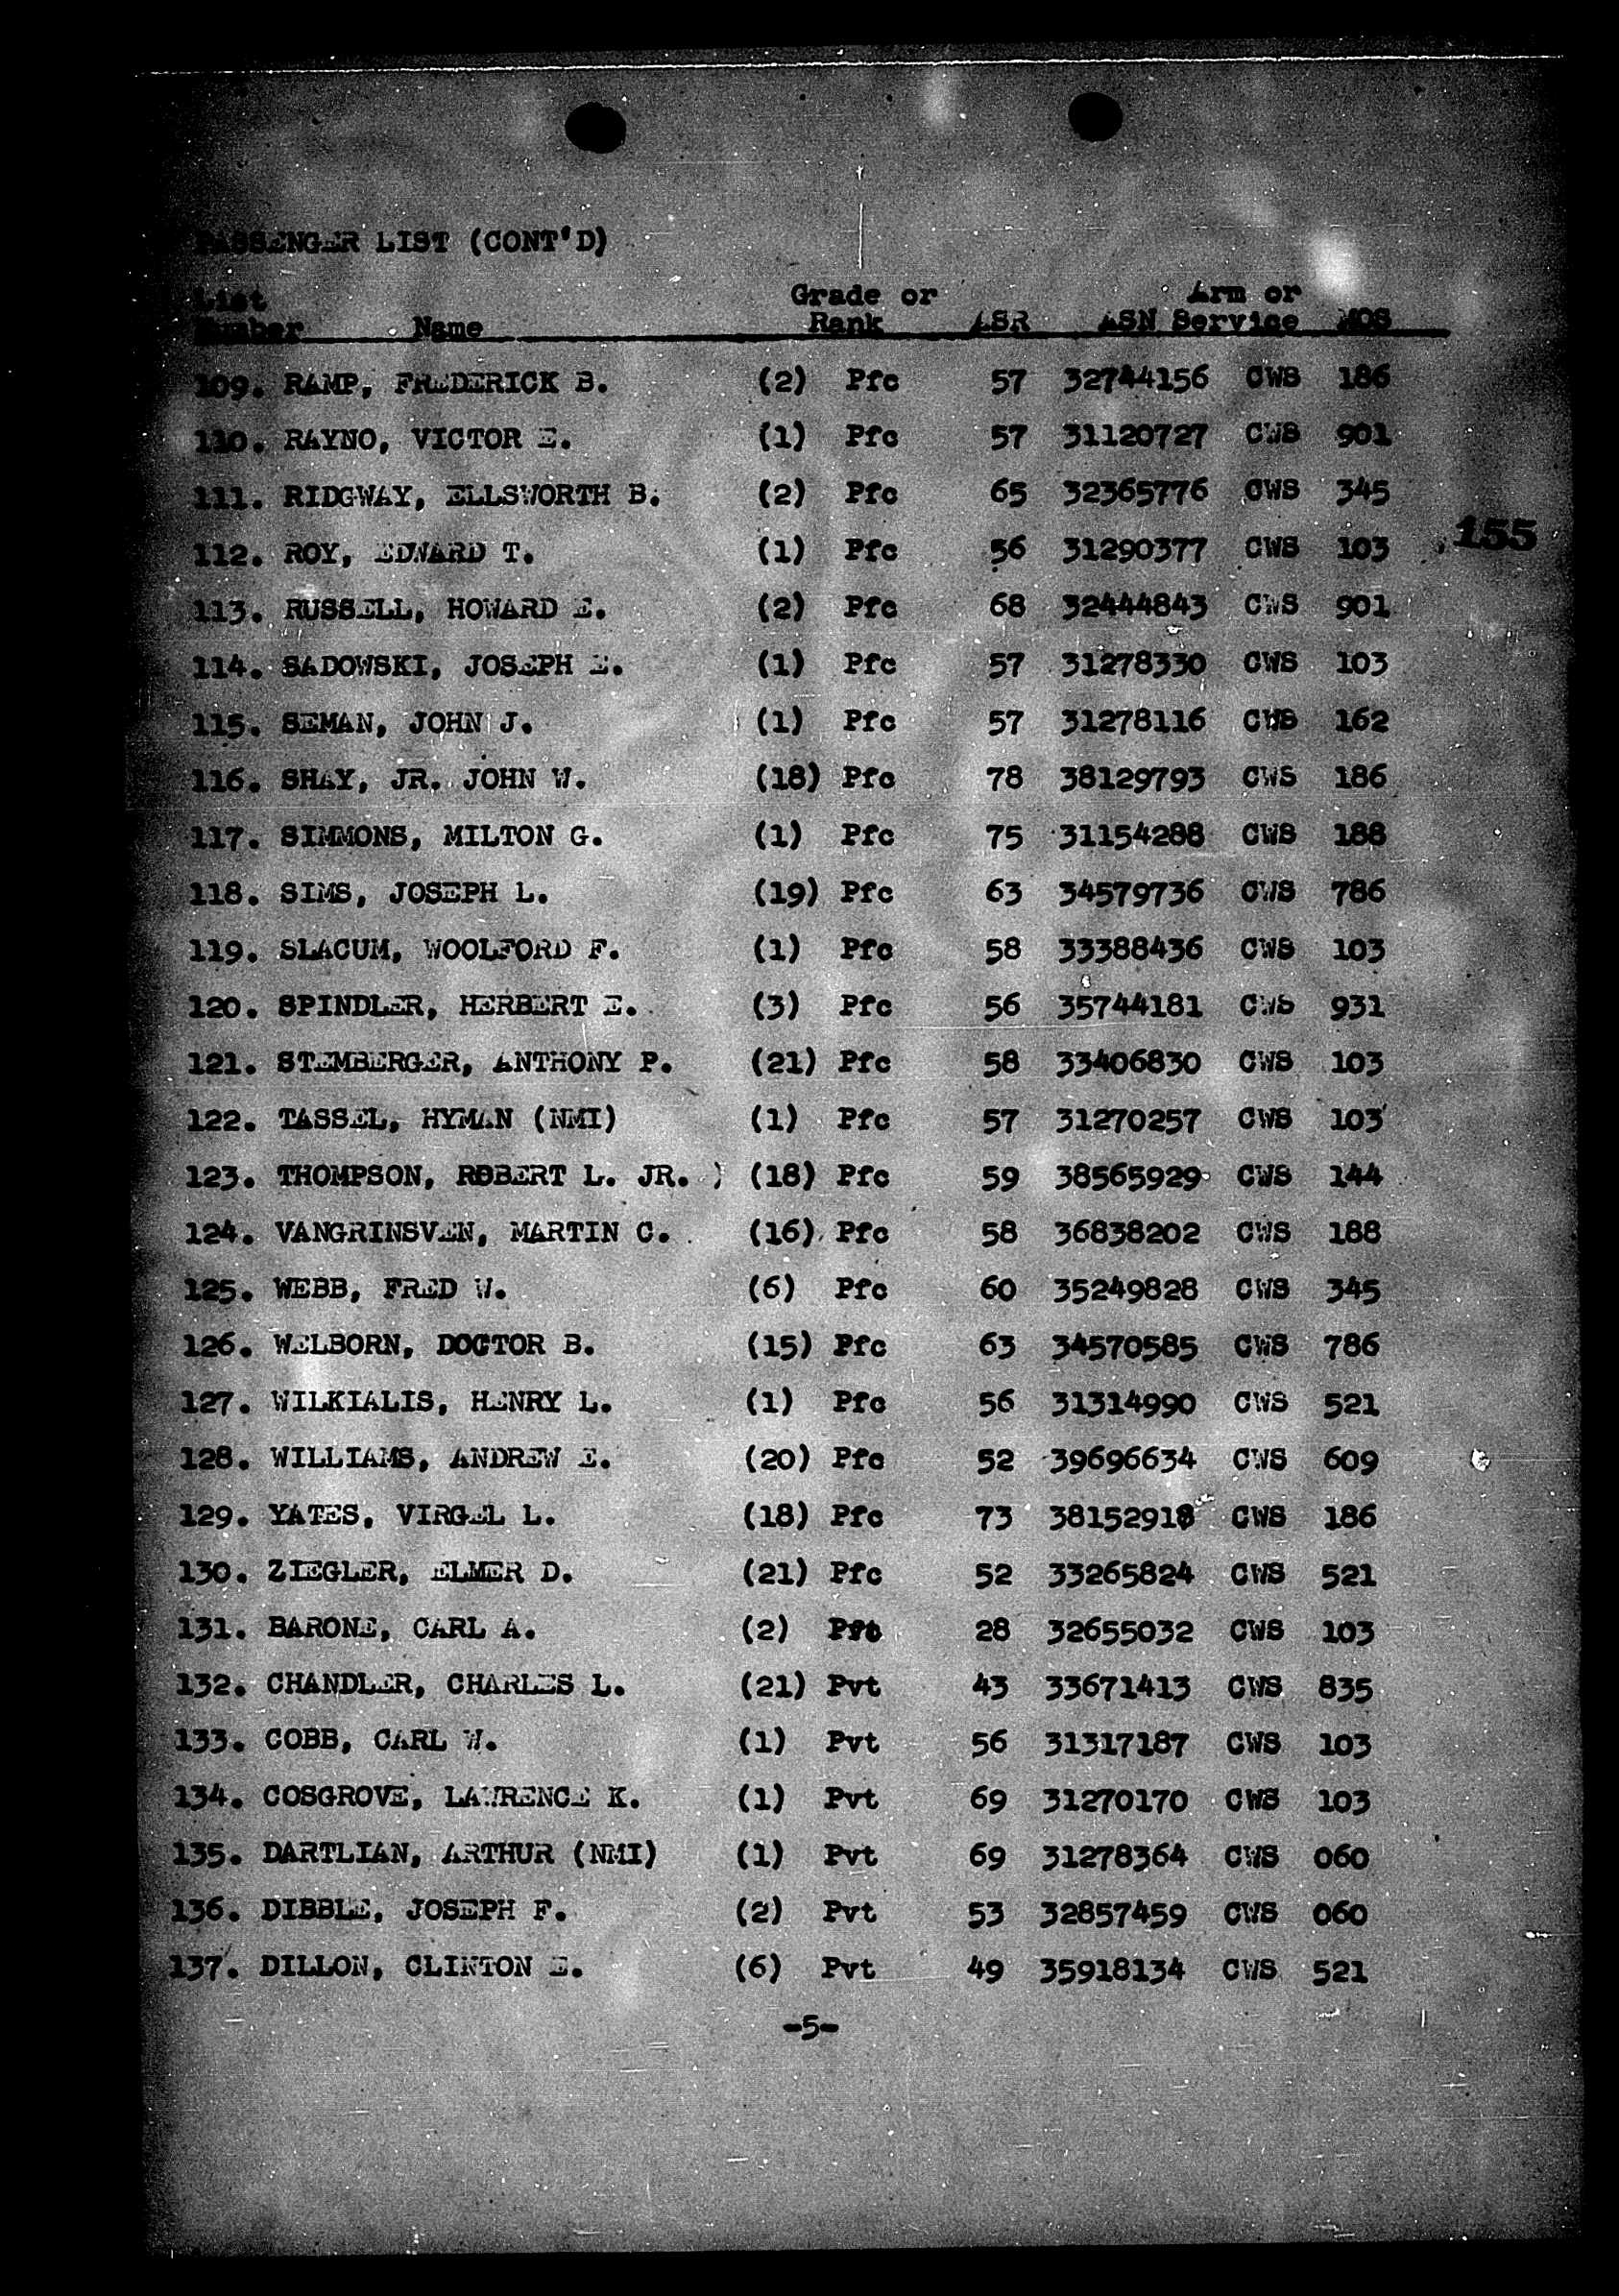 PASSENGER LIST (CONT'D)
List Grade or Arm or
Number Name Rank ASR ASN Service MOS
109. RAMP, FREDERICK B. (2) Pfc 57 32744156 CWS 186
110. RAYNO, VICTOR E. (1) Pfc 57 31120727 CWS 901
111. RIDGWAY, ELLSWORTH B. (2) Pfc 65 32365776 CWS 345
155
112. ROY, EDWARD T. (1) Pfc 56 31290377 CWS 103
113. RUSSELL, HOWARD E. (2) Pfc 68 32444843 CWS 901
114. SADOWSKI, JOSEPH E. (1) Pfc 57 31278330 CWS 103
115. SEMAN, JOHN J. (1) Pfc 57 31278116 CWS 162
116. SHAY, JR. JOHN W. (18) Pfc 78 38129793 CWS 186
117. SIMMONS, MILTON G. (1) Pfc 75 31154288 CWS 188
118. SIMS, JOSEPH L. (19) Pfc 63 34579736 CWS 786
119. SLACUM, WOOLFORD F. (1) Pfc 58 33388436 CWS 103
120. SPINDLER, HERBERT E. (3) Pfc 56 35744181 CWS 931
121. STEMBERGER, ANTHONY P. (21) Pfc 58 33406830 CWS 103
122. TASSEL, HYMAN (NMI) (1) Pfc 57 31270257 CWS 103
123. THOMPSON, ROBERT L. JR. ) (18) Pfc 59 38565929 CWS 144
124. VANGRINSVEN, MARTIN C. (16) Pfc 58 36838202 CWS 188
125. WEBB, FRED W. (6) Pfc 60 35249828 CWS 345
126. WELBORN, DOCTOR B. (15) Pfc 63 34570585 CWS 786
127. WILKIALIS, HENRY L. (1) Pfc 56 31314990 CWS 521
128. WILLIAMS, ANDREW E. (20) Pfc 52 39696634 CWS 609
129. YATES, VIRGEL L. (18) Pfc 73 38152918 CWS 186
130. ZIEGLER, ELMER D. (21) Pfc 52 33265824 CWS 521
131. BARONE, CARL A. (2) 28 32655032 CWS 103
132. CHANDLER, CHARLES L. (21) Pvt 43 33671413 CWS 835
133. COBB, CARL W. (1) Pvt 56 31317187 CWS 103
134. COSGROVE, LAWRENCE K. (1) Pvt 69 31270170 CWS 103
135. DARTLIAN, ARTHUR (NMI) (1) Pvt 69 31278364 CWS 060
136. DIBBLE, JOSEPH F. (2) Pvt 53 32857459 CWS 060
137. DILLON, CLINTON E. (6) Pvt 49 35918134 CWS 521
-5-